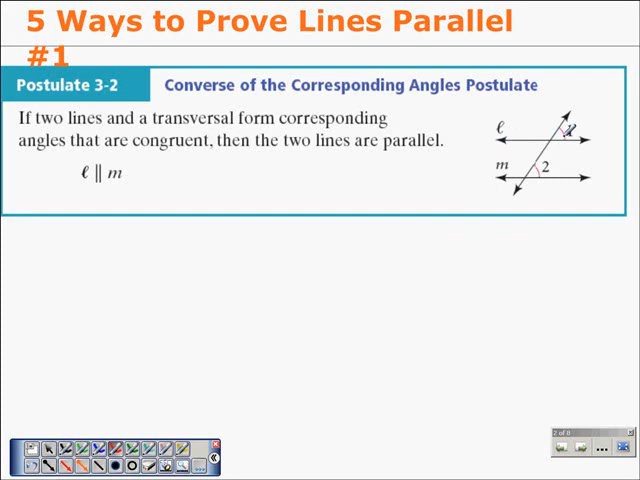 5 Ways to Prove Lines Parallel
#1
Postulate 3-2 Converse of the Corresponding Angles Postulate
If two lines and a transversal form corresponding
angles that are congruent, then the two lines are parallel.
ℓ ∥ m
ℓ
m
2
2 of 8